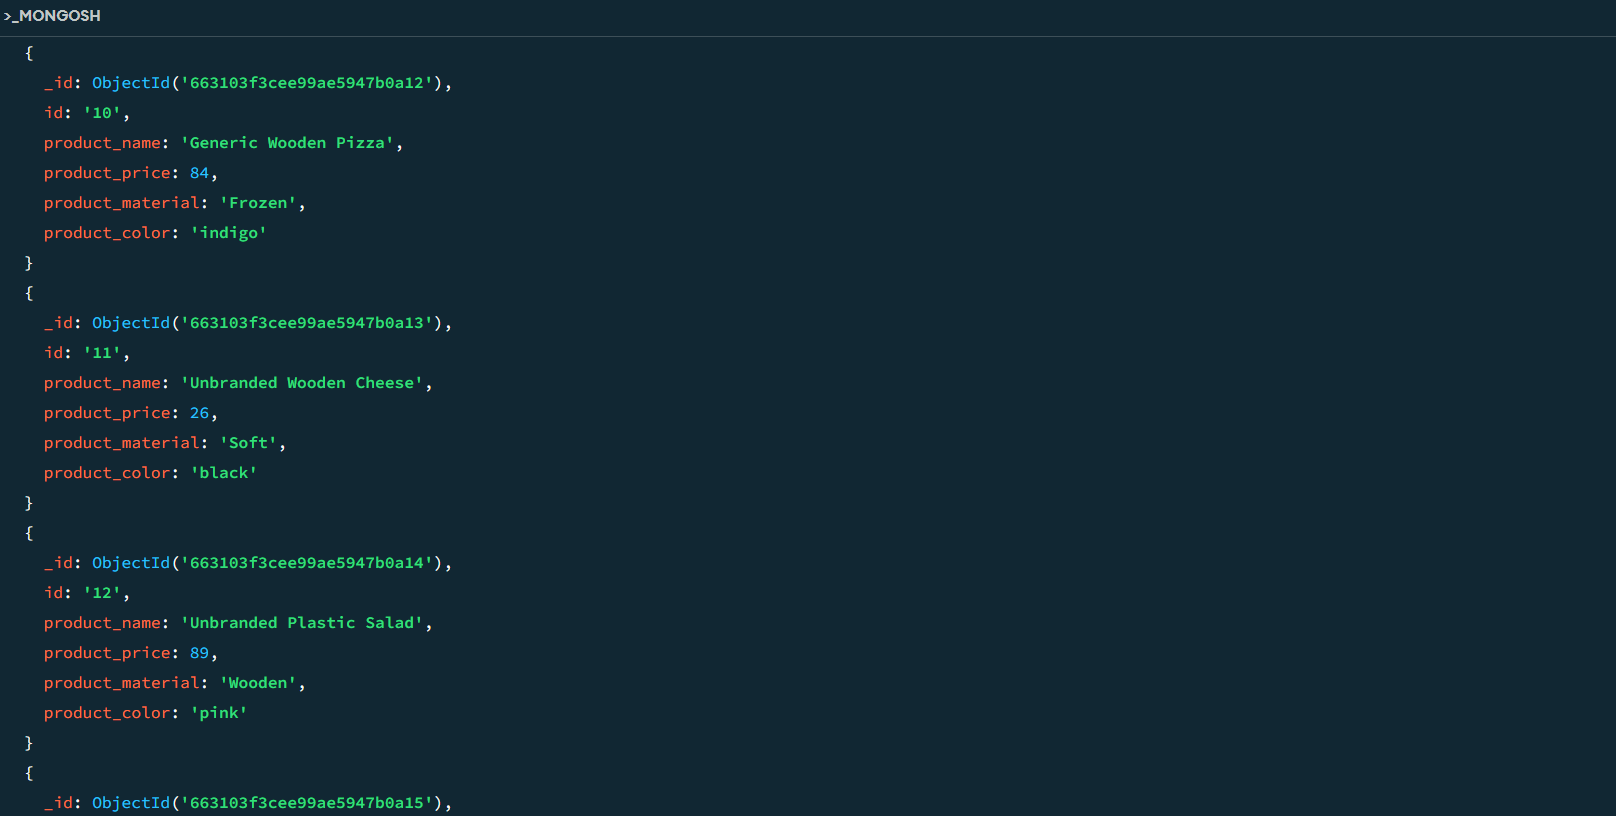 >_MONGOSH
{
_id: ObjectId('663103f3cee99ae5947b0a12'),
id: '10',
product_name: 'Generic Wooden Pizza',
product_price: 84,
product_material: 'Frozen',
product_color: 'indigo'
}
{
_id: ObjectId('663103f3cee99ae5947b0a13'),
id: '11',
product_name: 'Unbranded Wooden Cheese',
product_price: 26,
product_material: 'Soft',
product_color: 'black'
}
{
_id: ObjectId('663103f3cee99ae5947b0a14'),
id: '12',
product_name: 'Unbranded Plastic Salad',
product_price: 89,
product_material: 'Wooden',
product_color: 'pink'
}
{
_id: ObjectId('663103f3cee99ae5947b0a15'),